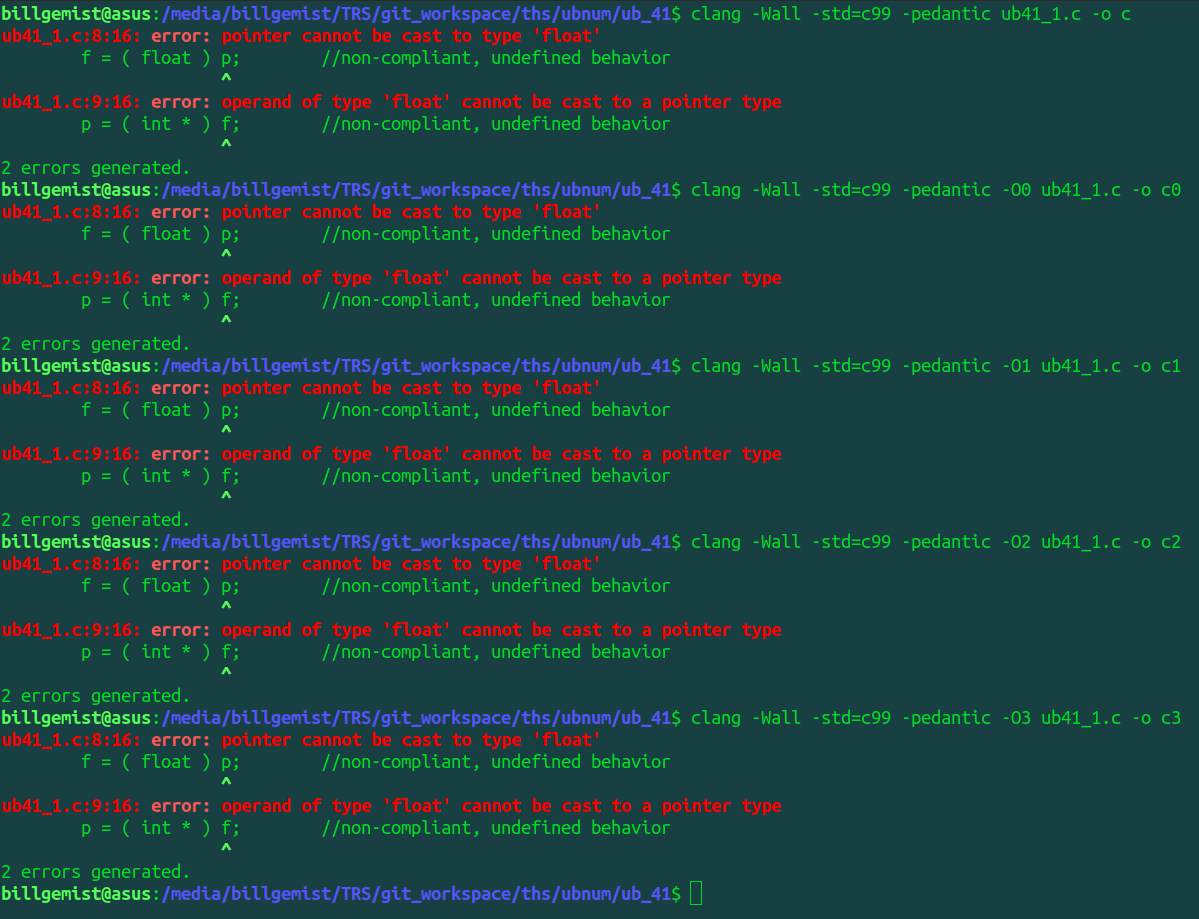 billgemist@asus:/media/billgemist/TRS/git_workspace/ths/ubnum/ub_41$ clang -Wall -std=c99 -pedantic ub41_1.c -o c
ub41_1.c:8:16: error: pointer cannot be cast to type 'float'
        f = ( float ) p;        //non-compliant, undefined behavior
                      ^
ub41_1.c:9:16: error: operand of type 'float' cannot be cast to a pointer type
        p = ( int * ) f;        //non-compliant, undefined behavior
                      ^
2 errors generated.
billgemist@asus:/media/billgemist/TRS/git_workspace/ths/ubnum/ub_41$ clang -Wall -std=c99 -pedantic -O0 ub41_1.c -o c0
ub41_1.c:8:16: error: pointer cannot be cast to type 'float'
        f = ( float ) p;        //non-compliant, undefined behavior
                      ^
ub41_1.c:9:16: error: operand of type 'float' cannot be cast to a pointer type
        p = ( int * ) f;        //non-compliant, undefined behavior
                      ^
2 errors generated.
billgemist@asus:/media/billgemist/TRS/git_workspace/ths/ubnum/ub_41$ clang -Wall -std=c99 -pedantic -O1 ub41_1.c -o c1
ub41_1.c:8:16: error: pointer cannot be cast to type 'float'
        f = ( float ) p;        //non-compliant, undefined behavior
                      ^
ub41_1.c:9:16: error: operand of type 'float' cannot be cast to a pointer type
        p = ( int * ) f;        //non-compliant, undefined behavior
                      ^
2 errors generated.
billgemist@asus:/media/billgemist/TRS/git_workspace/ths/ubnum/ub_41$ clang -Wall -std=c99 -pedantic -O2 ub41_1.c -o c2
ub41_1.c:8:16: error: pointer cannot be cast to type 'float'
        f = ( float ) p;        //non-compliant, undefined behavior
                      ^
ub41_1.c:9:16: error: operand of type 'float' cannot be cast to a pointer type
        p = ( int * ) f;        //non-compliant, undefined behavior
                      ^
2 errors generated.
billgemist@asus:/media/billgemist/TRS/git_workspace/ths/ubnum/ub_41$ clang -Wall -std=c99 -pedantic -O3 ub41_1.c -o c3
ub41_1.c:8:16: error: pointer cannot be cast to type 'float'
        f = ( float ) p;        //non-compliant, undefined behavior
                      ^
ub41_1.c:9:16: error: operand of type 'float' cannot be cast to a pointer type
        p = ( int * ) f;        //non-compliant, undefined behavior
                      ^
2 errors generated.
billgemist@asus:/media/billgemist/TRS/git_workspace/ths/ubnum/ub_41$